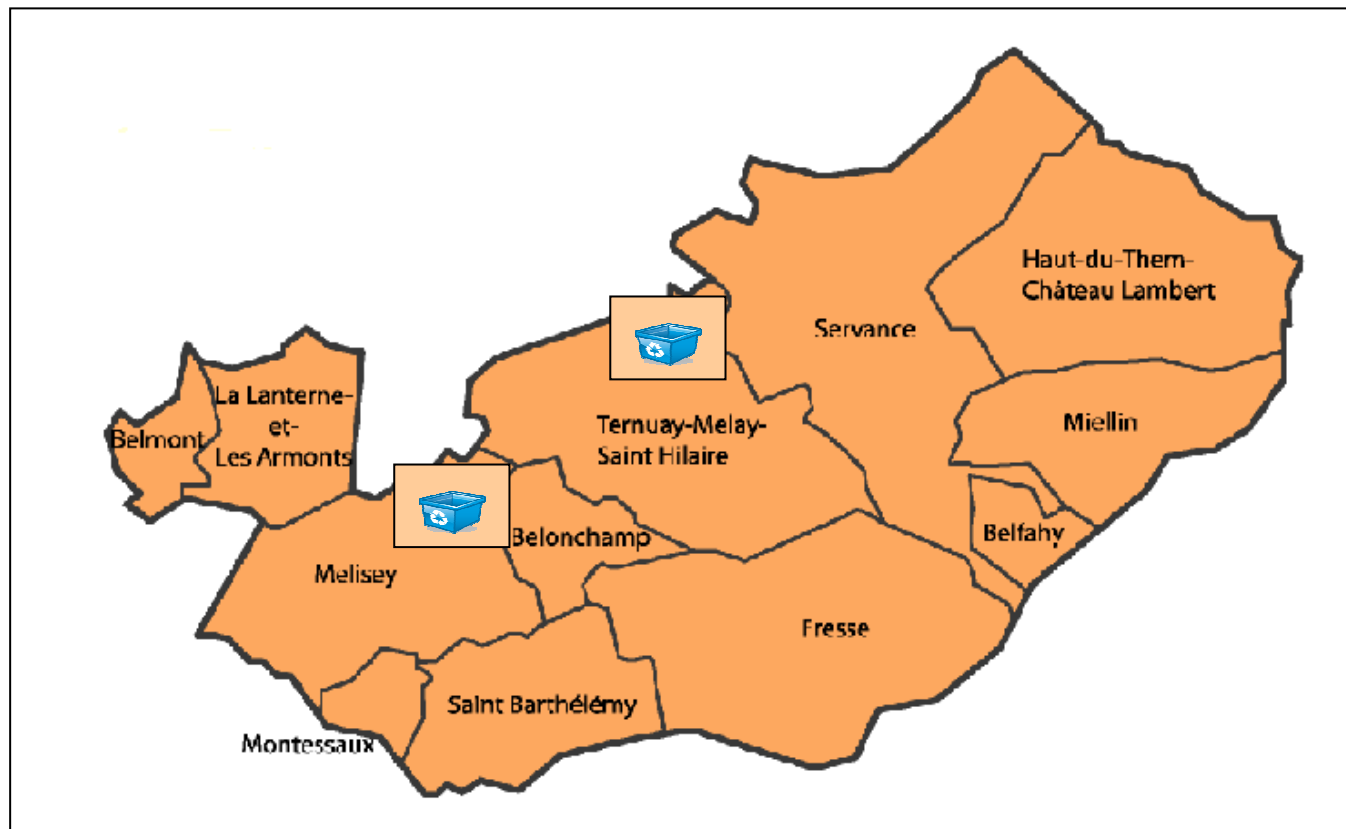 Haut-du-Them-
Château Lambert
Servance
La Lanterne-
et-
Les Armonts
Belmont
Ternuay-Melay-
Saint Hilaire
Miellin
Belonchamp
Belfahy
Melisey
Fresse
Saint Barthélémy
Montessaux